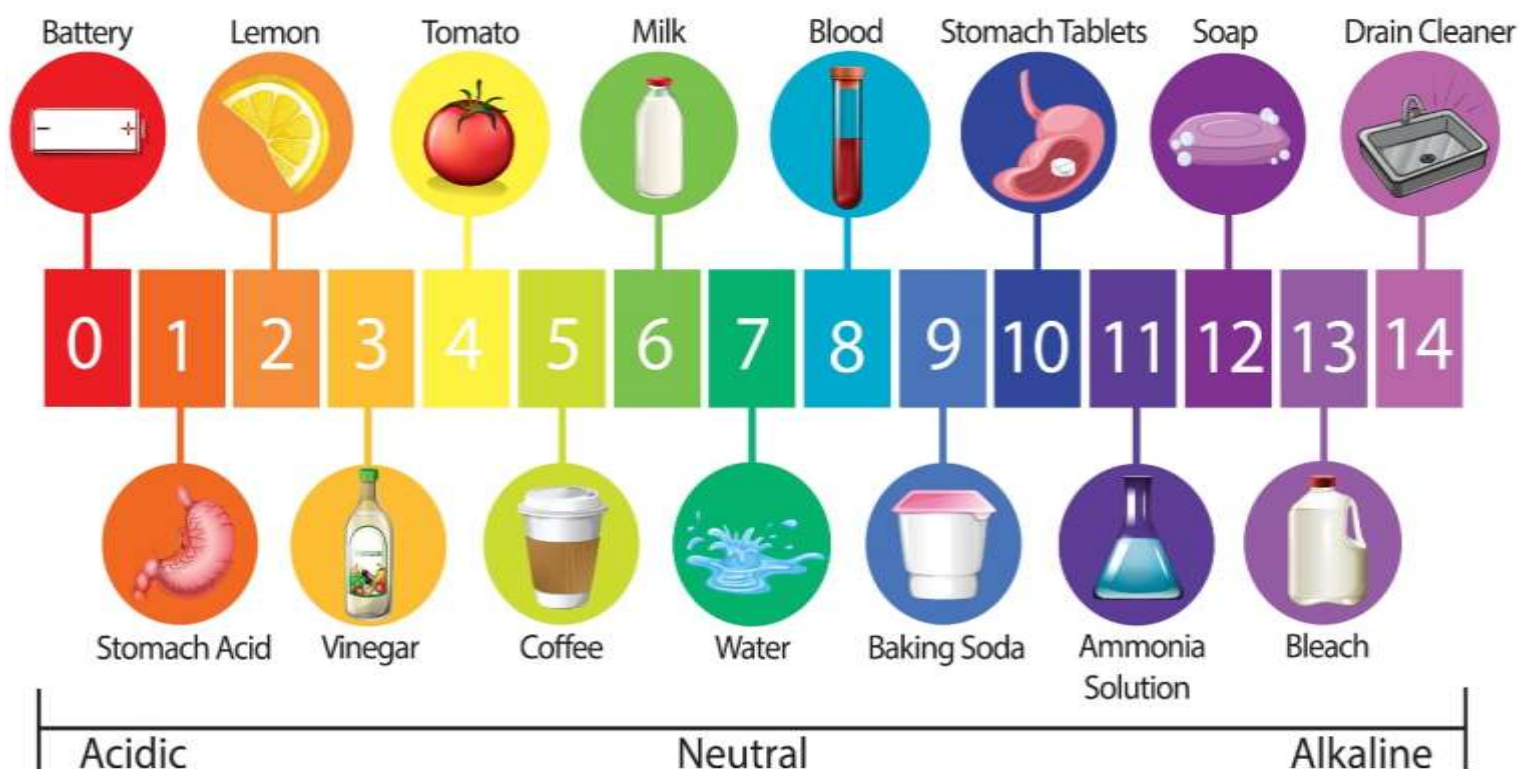 Battery Lemon Tomato Milk Blood Stomach Tablets Soap Drain Cleaner
0 1 2 3 4 5 6 7 8 9 10 11 12 13 14
Stomach Acid Vinegar Coffee Water Baking Soda Ammonia Bleach
Solution
Acidic Neutral Alkaline